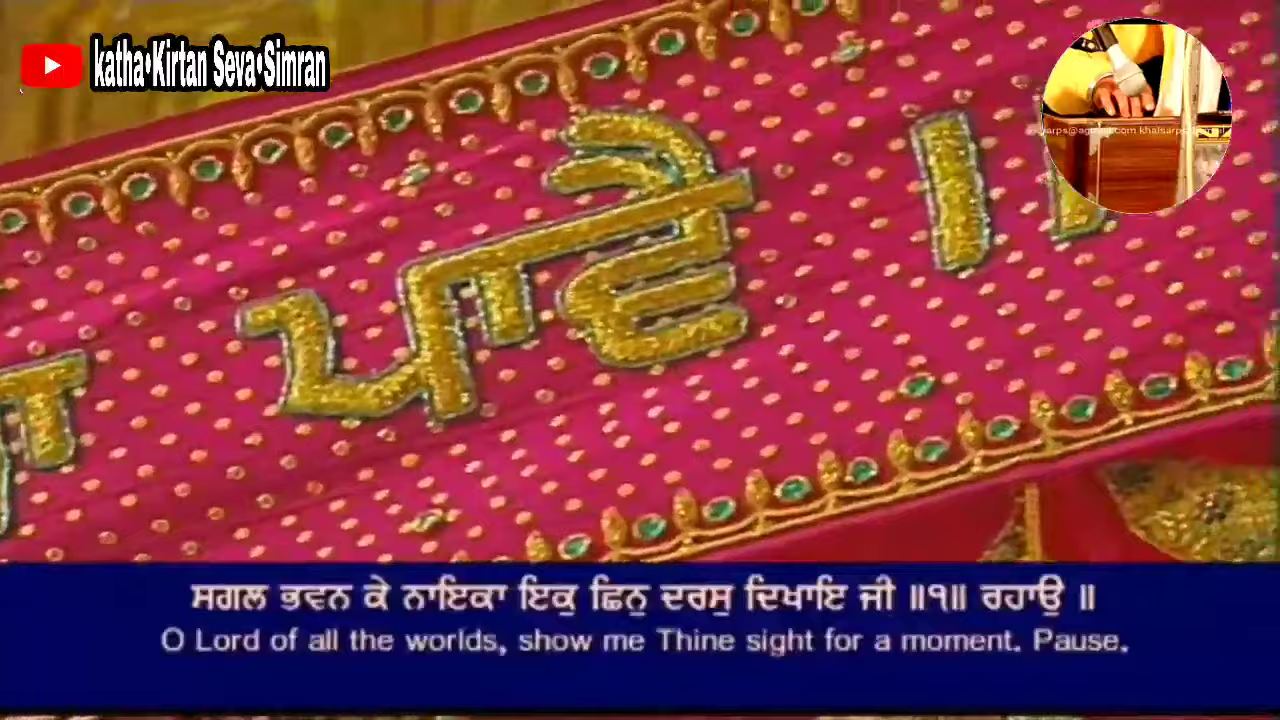 katha•Kirtan Seva•Simran
ਪਾਵੈ ॥
ਸਗਲ ਭਵਨ ਕੇ ਨਾਇਕਾ ਇਕੁ ਛਿਨੁ ਦਰਸੁ ਦਿਖਾਇ ਜੀ ॥੧॥ ਰਹਾਉ ॥
O Lord of all the worlds, show me Thine sight for a moment. Pause.